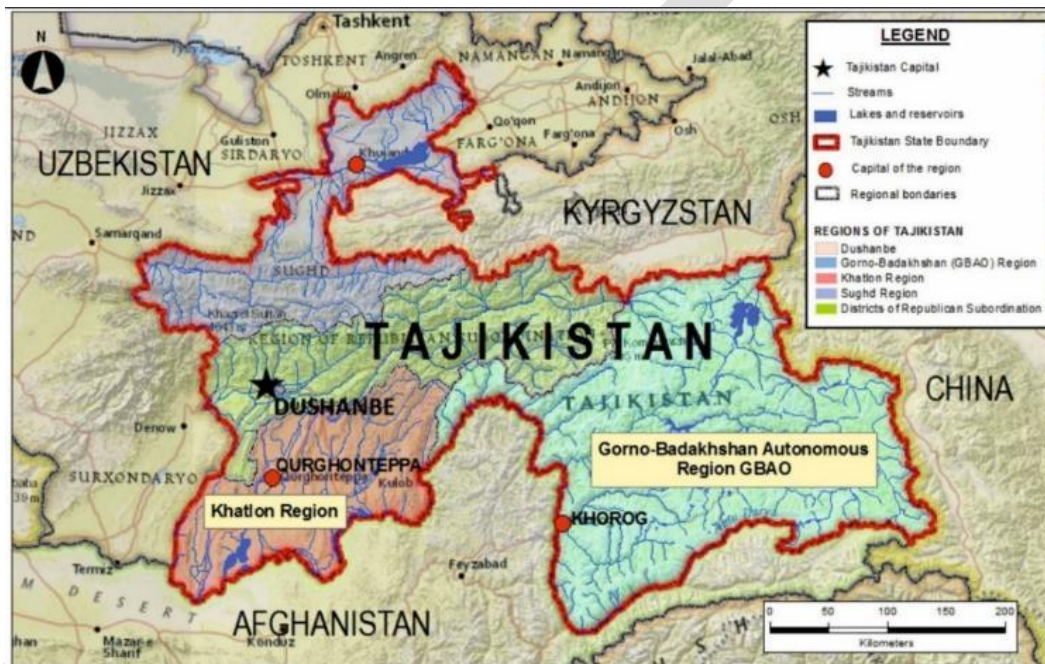 N
Tashkent
TOSHKENT
Angren
NAMANGAN
Namangan
Jalal-Abad
Olmaliq
Andijon
ANDIJON
Qo'qon
Osh
OSH
JIZZAX
Guliston
SIRDARYO
Khujand
FARG'ONA
Farg'ona
UZBEKISTAN
Jizzax
KYRGYZSTAN
Samarqand
SUGHD
TAJIKISTAN
CHINA
DUSHANBE
TAJIKISTAN
Denow
Gorno-Badakhshan Autonomous
Region GBAO
QURGHONTEPPA
Qurghonteppa
Kulob
SURXONDARYO
Khatlon Region
KHOROG
Feyzabad
Termiz
DESERT
AFGHANISTAN
Mazar-e
Sharif
Konduz
LEGEND
Tajikistan Capital
Streams
Lakes and reservoirs
Tajikistan State Boundary
Capital of the region
Regional bondaries
REGIONS OF TAJIKISTAN
Dushanbe
Gorno-Badakhshan (GBAO) Region
Khatlon Region
Sughd Region
Districts of Republican Subordination
0 50 100 150 200
Kilometers